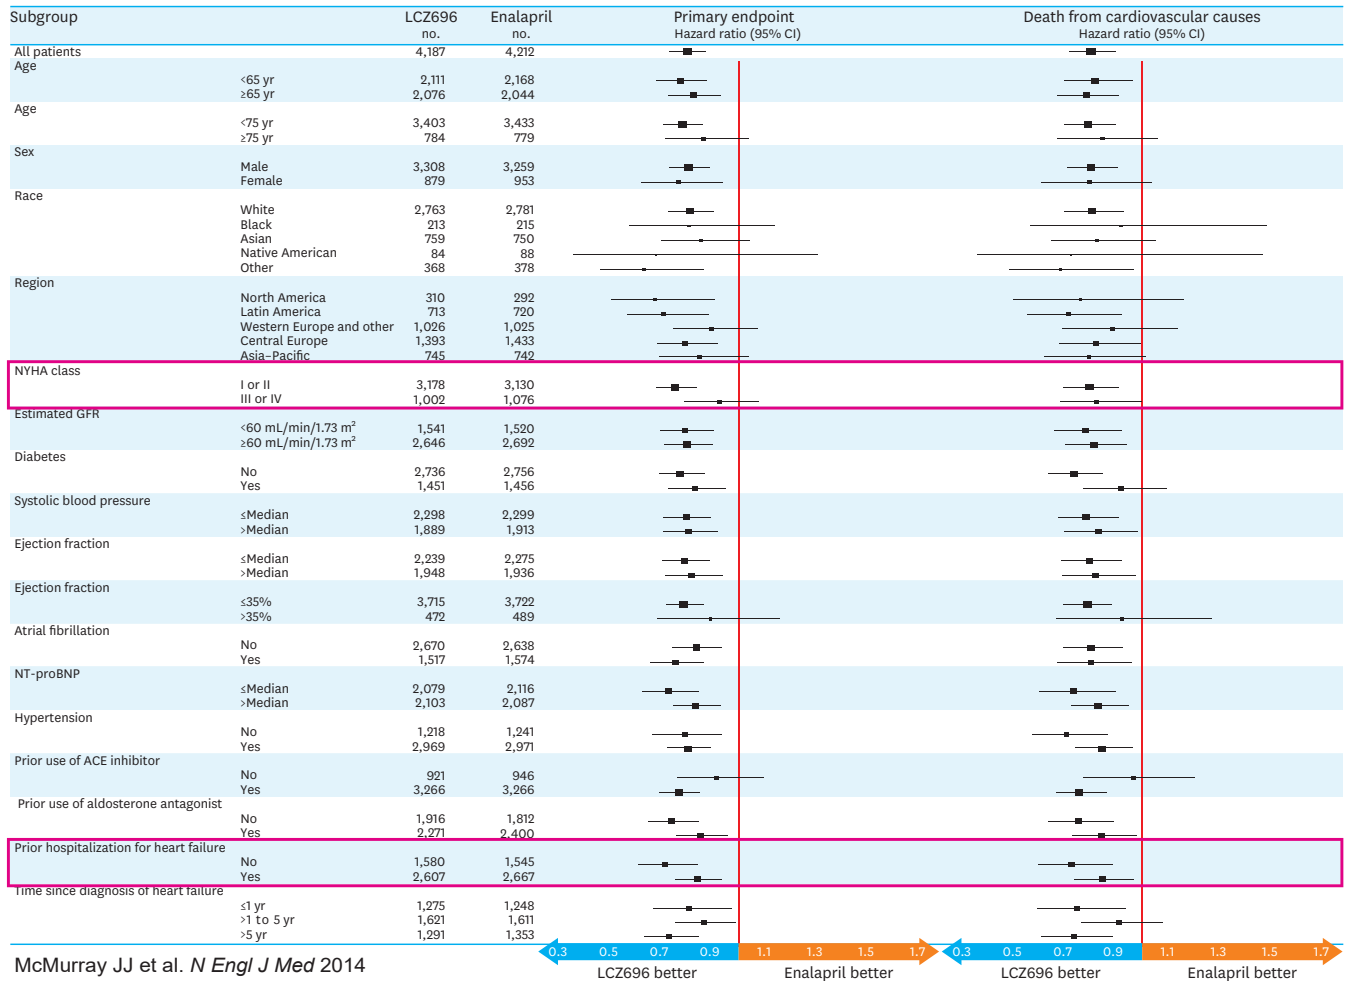 Subgroup LCZ696 Enalapril Primary endpoint Death from cardiovascular causes
no. no. Hazard ratio (95% CI) Hazard ratio (95% CI)
All patients 4,187 4,212
Age
<65 yr 2,111 2,168
≥65 yr 2,076 2,044
Age
<75 yr 3,403 3,433
≥75 yr 784 779
Sex
Male 3,308 3,259
Female 879 953
Race
White 2,763 2,781
Black 213 215
Asian 759 750
Native American 84 88
Other 368 378
Region
North America 310 292
Latin America 713 720
Western Europe and other 1,026 1,025
Central Europe 1,393 1,433
Asia–Pacific 745 742
NYHA class
I or II 3,178 3,130
III or IV 1,002 1,076
Estimated GFR
<60 mL/min/1.73 m² 1,541 1,520
≥60 mL/min/1.73 m² 2,646 2,692
Diabetes
No 2,736 2,756
Yes 1,451 1,456
Systolic blood pressure
≤Median 2,298 2,299
>Median 1,889 1,913
Ejection fraction
≤Median 2,239 2,275
>Median 1,948 1,936
Ejection fraction
≤35% 3,715 3,722
>35% 472 489
Atrial fibrillation
No 2,670 2,638
Yes 1,517 1,574
NT-proBNP
≤Median 2,079 2,116
>Median 2,103 2,087
Hypertension
No 1,218 1,241
Yes 2,969 2,971
Prior use of ACE inhibitor
No 921 946
Yes 3,266 3,266
Prior use of aldosterone antagonist
No 1,916 1,812
Yes 2,271 2,400
Prior hospitalization for heart failure
No 1,580 1,545
Yes 2,607 2,667
Time since diagnosis of heart failure
≤1 yr 1,275 1,248
>1 to 5 yr 1,621 1,611
>5 yr 1,291 1,353
0.3 0.5 0.7 0.9 1.1 1.3 1.5 1.7 0.3 0.5 0.7 0.9 1.1 1.3 1.5 1.7
McMurray JJ et al. N Engl J Med 2014 LCZ696 better Enalapril better LCZ696 better Enalapril better